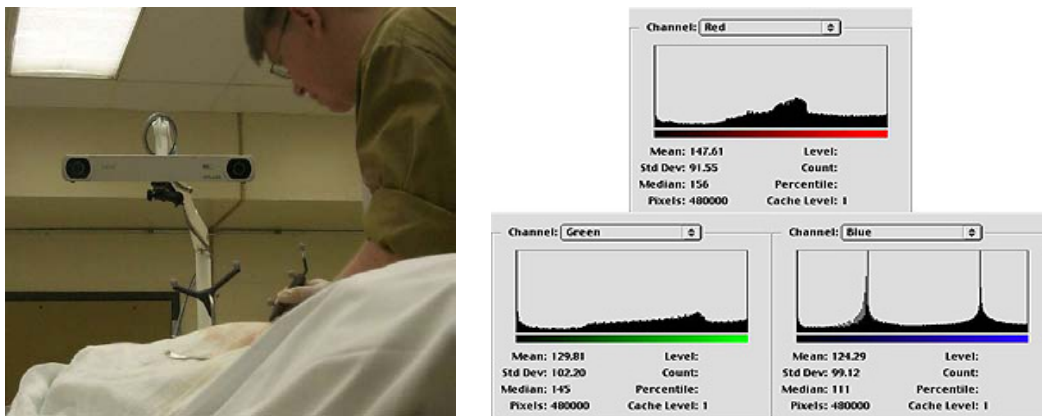 Channel: Red
Mean: 147.61 Level:
Std Dev: 91.55 Count:
Median: 156 Percentile:
Pixels: 480000 Cache Level: 1
Channel: Green
Mean: 129.81 Level:
Std Dev: 102.20 Count:
Median: 145 Percentile:
Pixels: 480000 Cache Level: 1
Channel: Blue
Mean: 124.29 Level:
Std Dev: 99.12 Count:
Median: 111 Percentile:
Pixels: 480000 Cache Level: 1